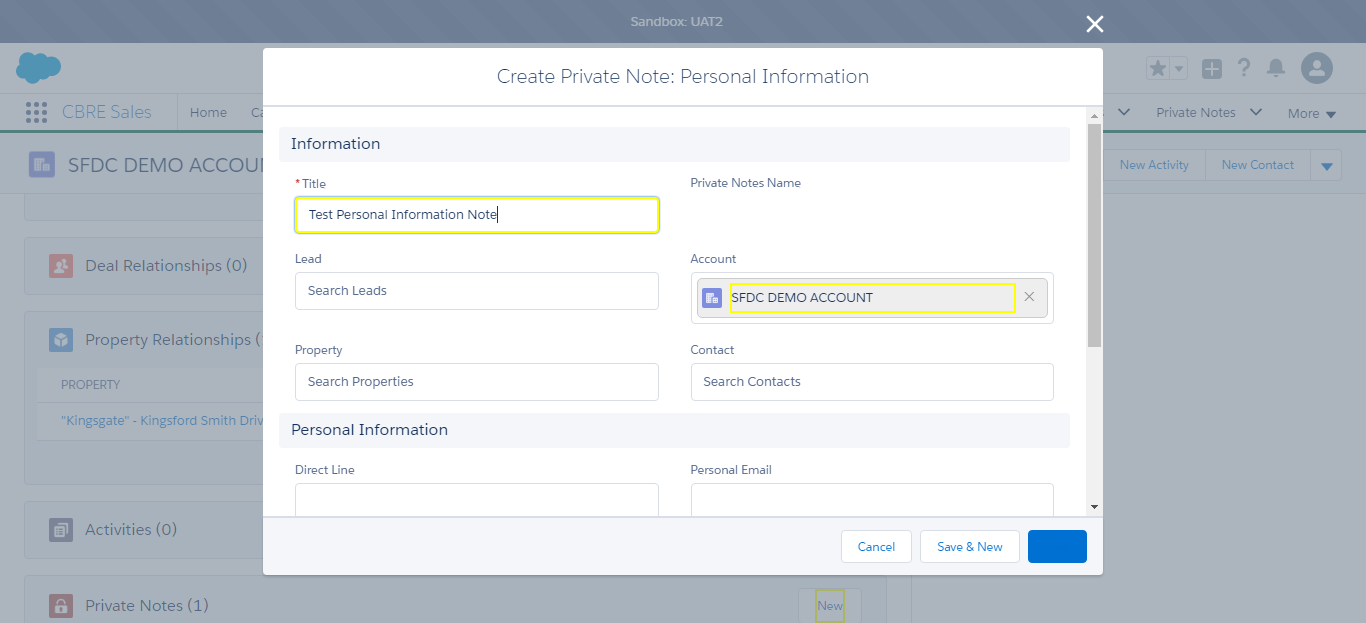 Sandbox: UAT2
Create Private Note: Personal Information
CBRE Sales
Home
Private Notes
More
SFDC DEMO ACCOU
New Activity
New Contact
Information
* Title
Private Notes Name
Test Personal Information Note
Lead
Account
Search Leads
SFDC DEMO ACCOUNT
Property
Contact
Search Properties
Search Contacts
Personal Information
Direct Line
Personal Email
Deal Relationships (0)
Property Relationships (
PROPERTY
"Kingsgate" - Kingsford Smith Driv
Activities (0)
Cancel
Save & New
Private Notes (1)
New